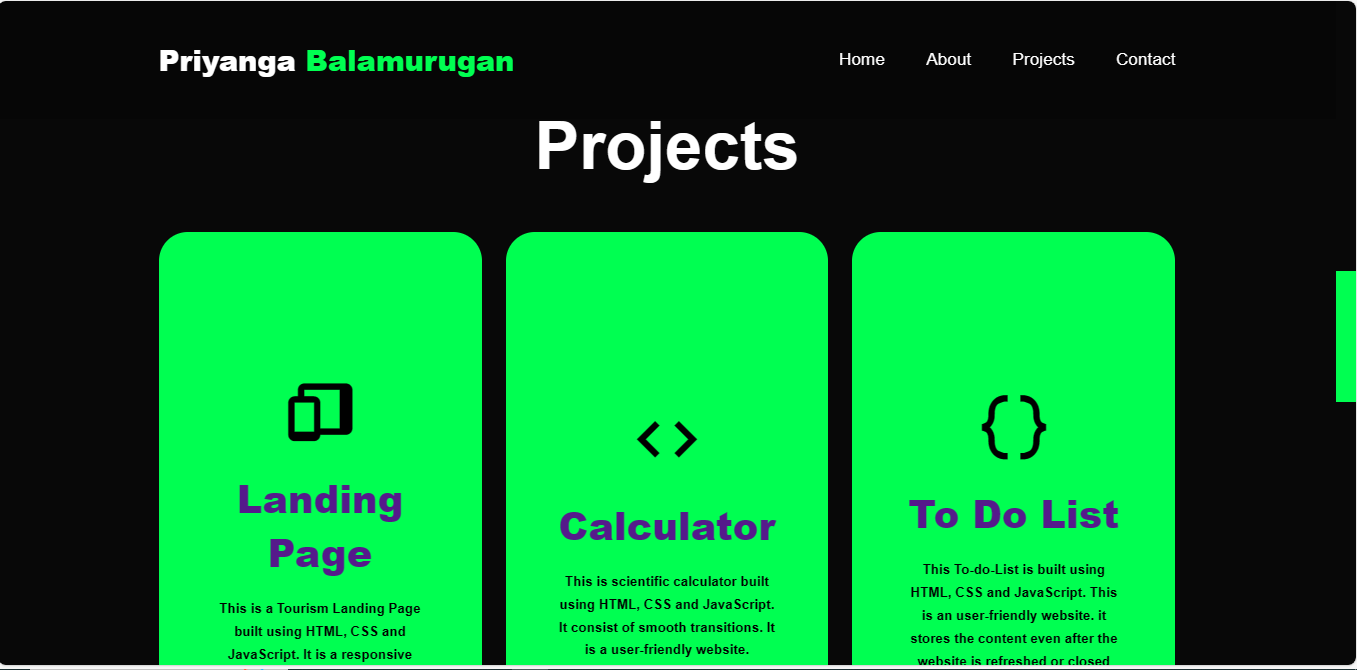 Priyanga Balamurugan
Home About Projects Contact
Projects
Landing
Page
This is a Tourism Landing Page
built using HTML, CSS and
JavaScript. It is a responsive
Calculator
This is scientific calculator built
using HTML, CSS and JavaScript.
It consist of smooth transitions. It
is a user-friendly website.
To Do List
This To-do-List is built using
HTML, CSS and JavaScript. This
is an user-friendly website. it
stores the content even after the
website is refreshed or closed